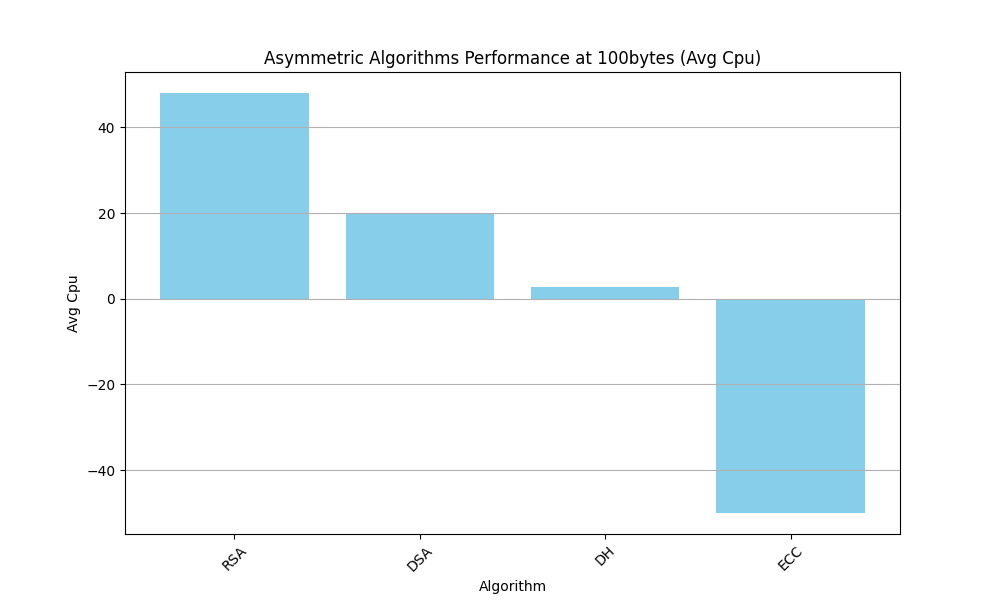 Asymmetric Algorithms Performance at 100bytes (Avg Cpu)
40
20
0
−20
−40
Avg Cpu
RSA
DSA
DH
ECC
Algorithm